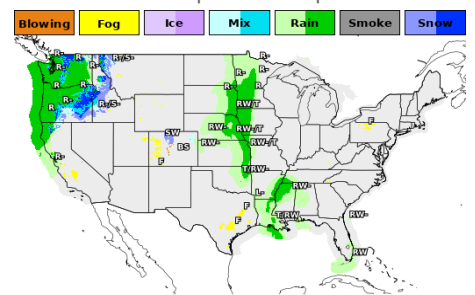 Blowing Fog Ice Mix Rain Smoke Snow
R- R- R-/S- R-
R- R- R-
R R- R
R R- R-/S- RW/T
SW RW- RW-/T
BS RW- RW-/T F
R- F
T/RW- RW-
L-
F T/RW RW-
F
RW